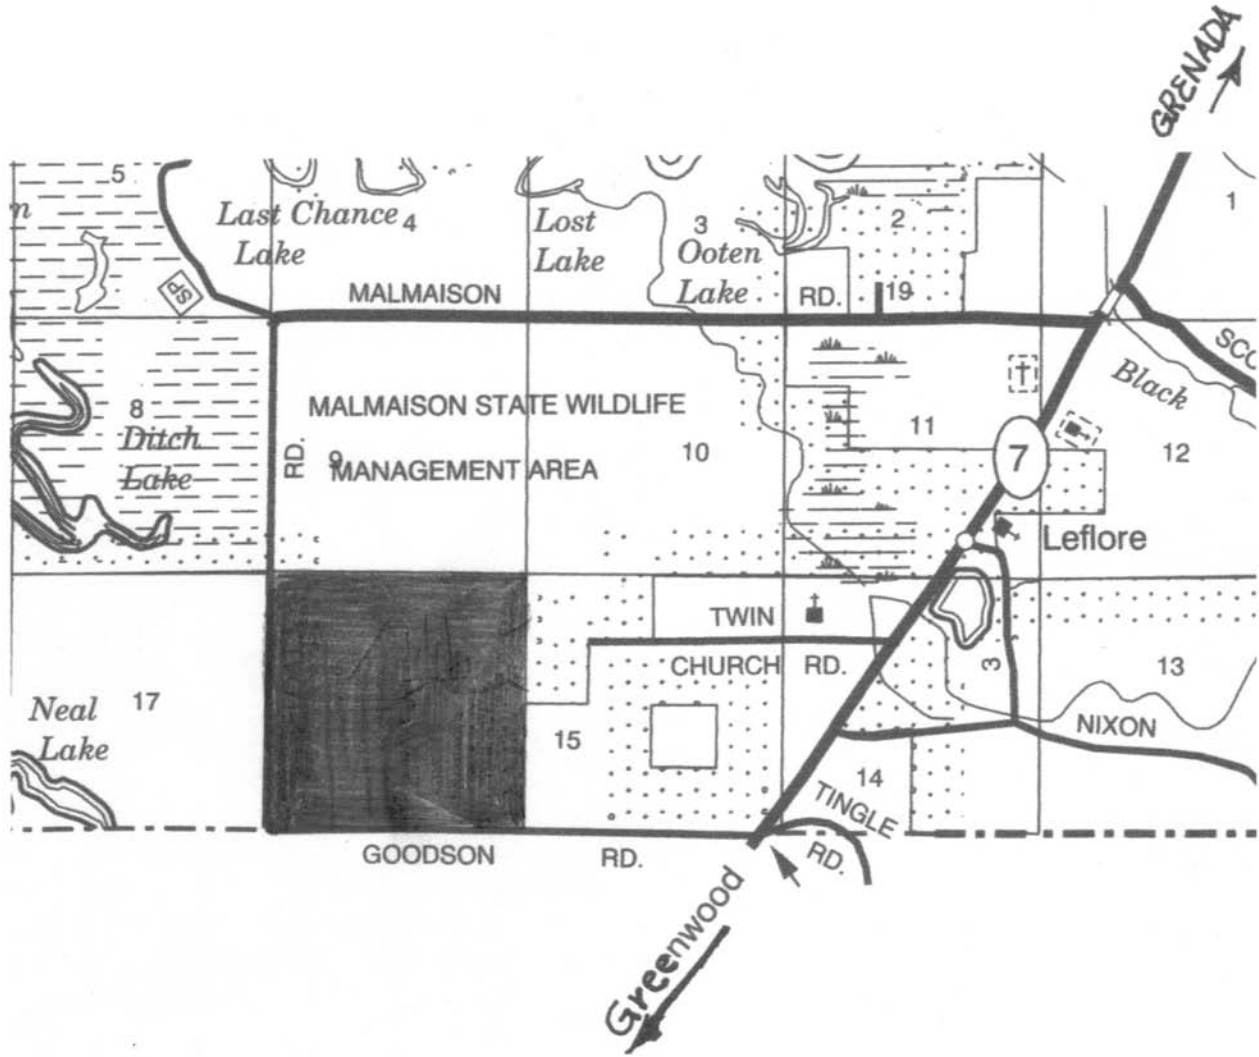 GRENADA
5
n
Last Chance 4
Lake
Lost
Lake
3
Ooten
Lake
2
1
SP
MALMAISON
RD.
19
SCO
Black
8
Ditch
Lake
RD.
MALMAISON STATE WILDLIFE
9
MANAGEMENT AREA
10
11
7
12
Leflore
TWIN
CHURCH RD.
3
13
Neal
Lake
17
15
NIXON
14
TINGLE
RD.
GOODSON RD.
Greenwood